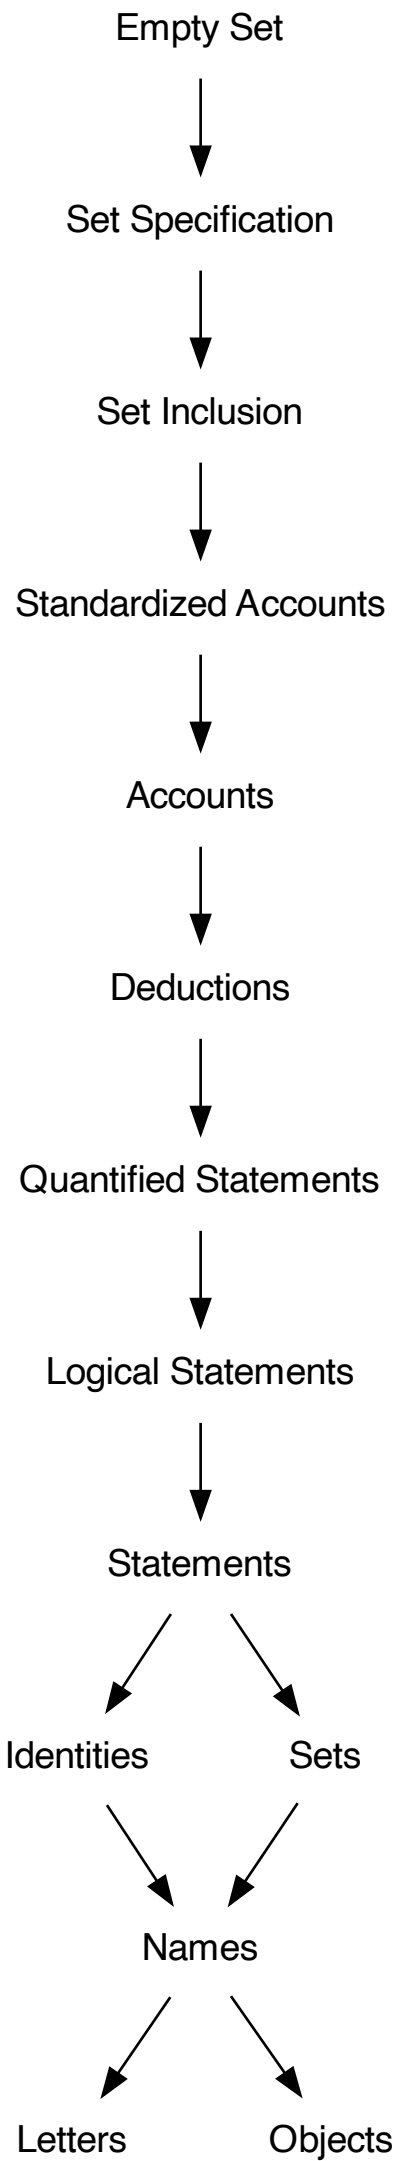 Empty Set
Set Specification
Set Inclusion
Standardized Accounts
Accounts
Deductions
Quantified Statements
Logical Statements
Statements
Identities
Sets
Names
Letters
Objects